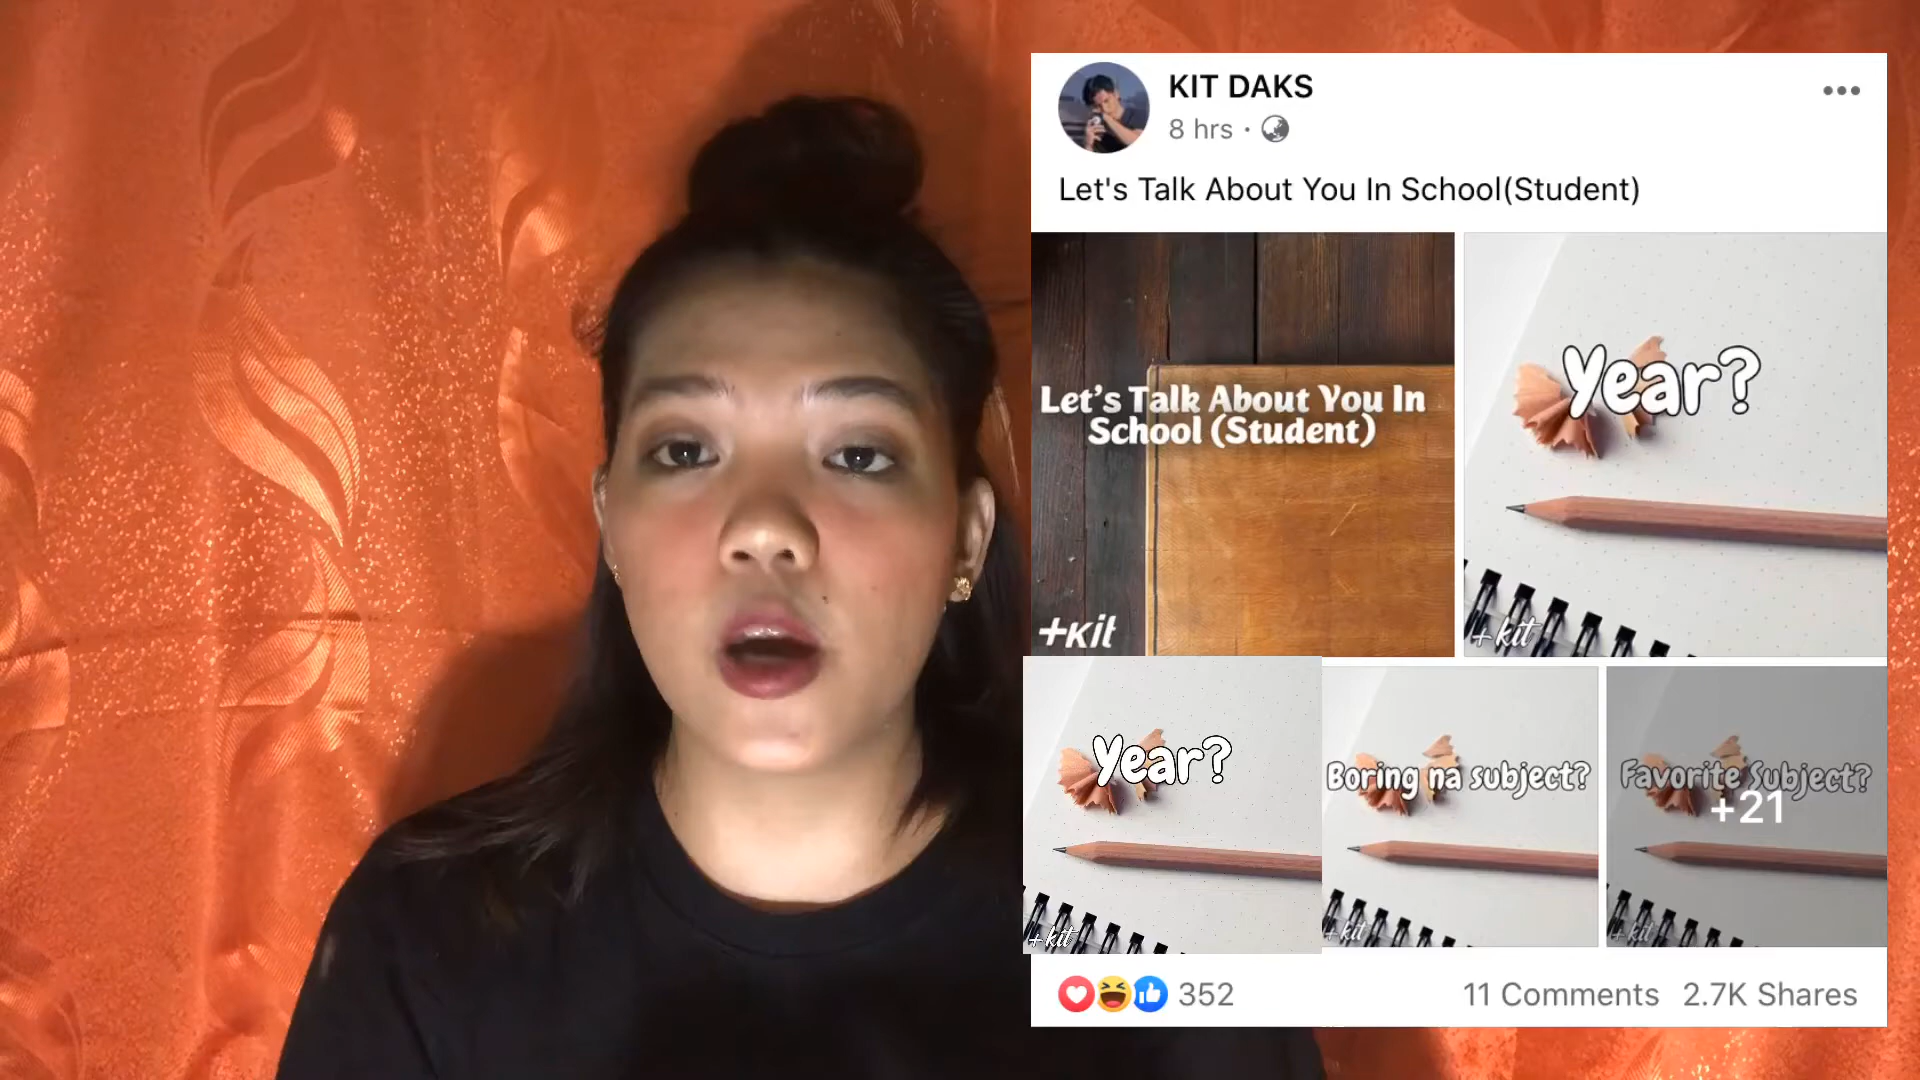 KIT DAKS
8 hrs ·
Let's Talk About You In School(Student)
Let's Talk About You In
School (Student)
+Kit
Year?
+ kit
Year?
+ kit
Boring na subject?
+ kit
Favorite Subject?
+21
+ kit
352
11 Comments
2.7K Shares